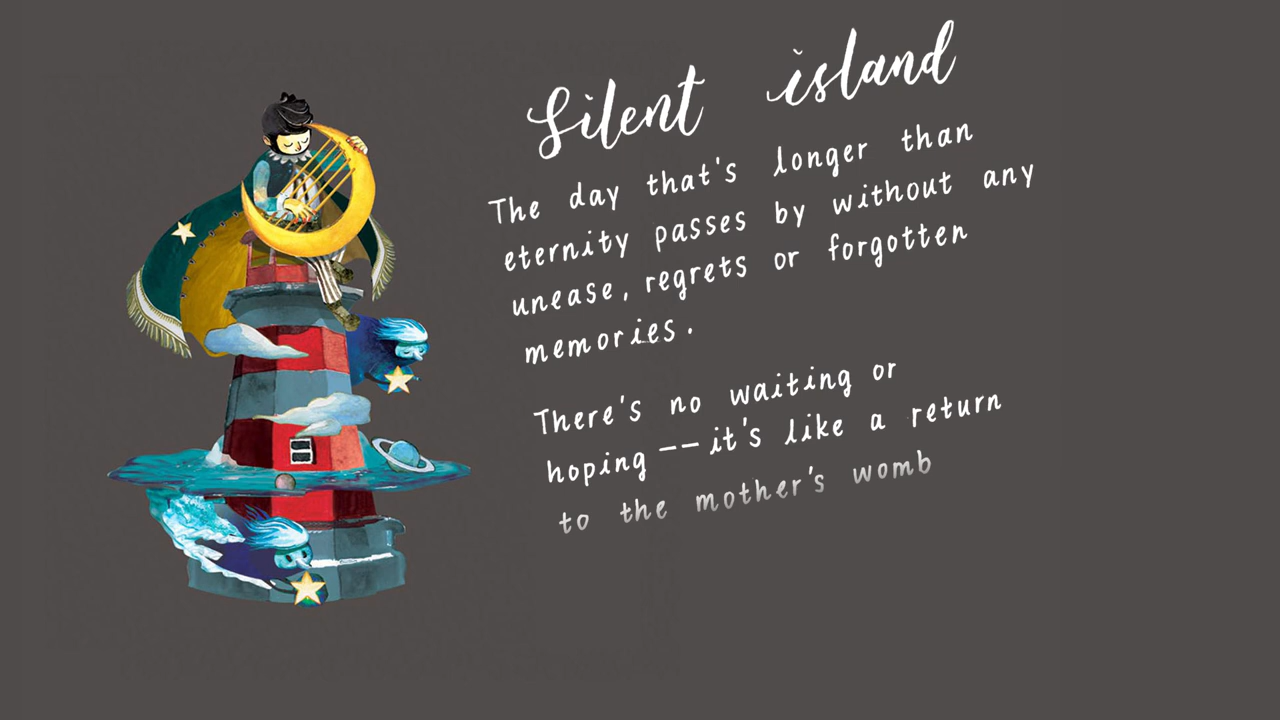 Silent island
The day that's longer than
eternity passes by without any
unease, regrets or forgotten
memories.
There's no waiting or
hoping -- it's like a return
to the mother's womb